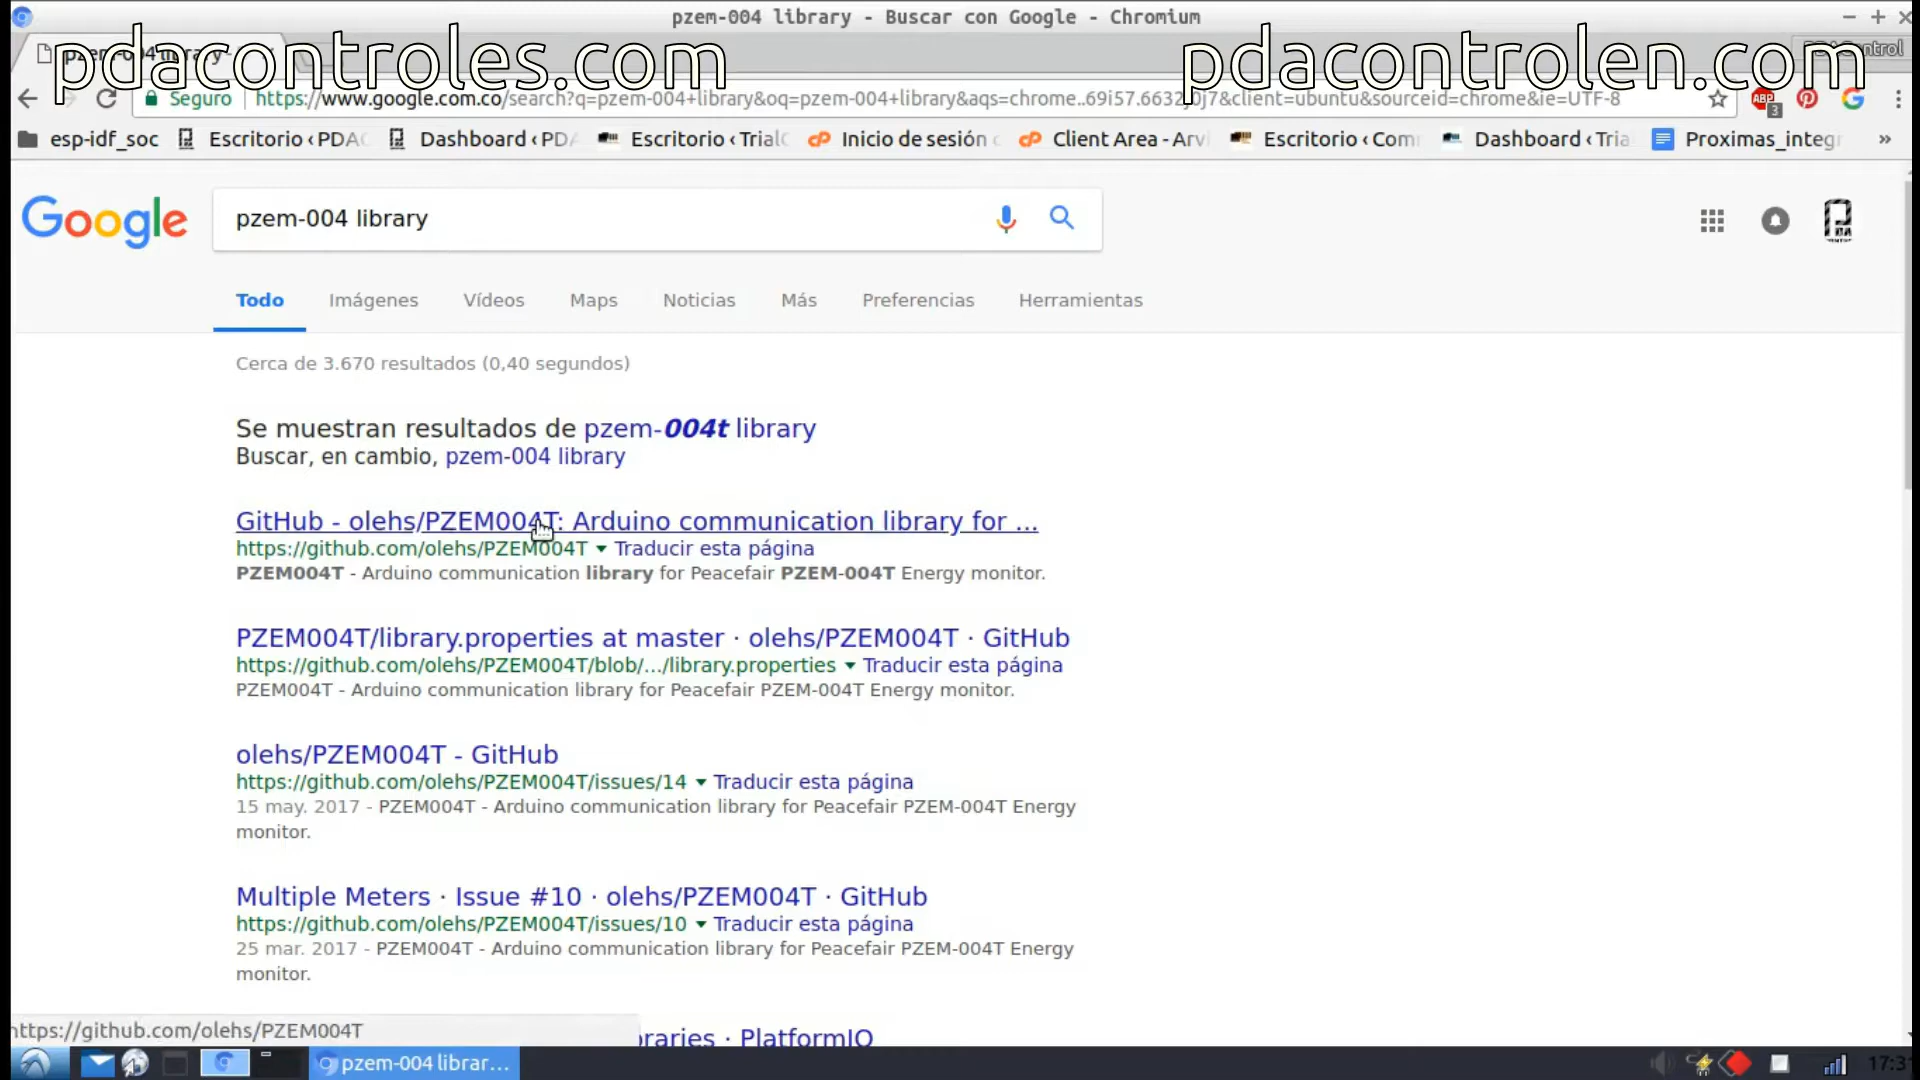 pzem-004 library - Buscar con Google - Chromium
pdacontroles.com
pdacontrolen.com
Seguro
https://www.google.com.co/search?q=pzem-004+library&oq=pzem-004+library&aqs=chrome..69i57.6632j0j7&client=ubuntu&sourceid=chrome&ie=UTF-8
ABP
3
esp-idf_soc
Escritorio ‹ PDAC
Dashboard ‹ PDA
Escritorio ‹ TrialC
Inicio de sesión
Client Area - Arvi
Escritorio ‹ Com
Dashboard ‹ Tria
Proximas_integr
»
Google
pzem-004 library
Todo
Imágenes
Vídeos
Maps
Noticias
Más
Preferencias
Herramientas
Cerca de 3.670 resultados (0,40 segundos)
Se muestran resultados de pzem-004t library
Buscar, en cambio, pzem-004 library
GitHub - olehs/PZEM004T: Arduino communication library for ...
https://github.com/olehs/PZEM004T ▾ Traducir esta página
PZEM004T - Arduino communication library for Peacefair PZEM-004T Energy monitor.
PZEM004T/library.properties at master · olehs/PZEM004T · GitHub
https://github.com/olehs/PZEM004T/blob/.../library.properties ▾ Traducir esta página
PZEM004T - Arduino communication library for Peacefair PZEM-004T Energy monitor.
olehs/PZEM004T - GitHub
https://github.com/olehs/PZEM004T/issues/14 ▾ Traducir esta página
15 may. 2017 - PZEM004T - Arduino communication library for Peacefair PZEM-004T Energy
monitor.
Multiple Meters · Issue #10 · olehs/PZEM004T · GitHub
https://github.com/olehs/PZEM004T/issues/10 ▾ Traducir esta página
25 mar. 2017 - PZEM004T - Arduino communication library for Peacefair PZEM-004T Energy
monitor.
https://github.com/olehs/PZEM004T
braries · PlatformIO
pzem-004 librar...